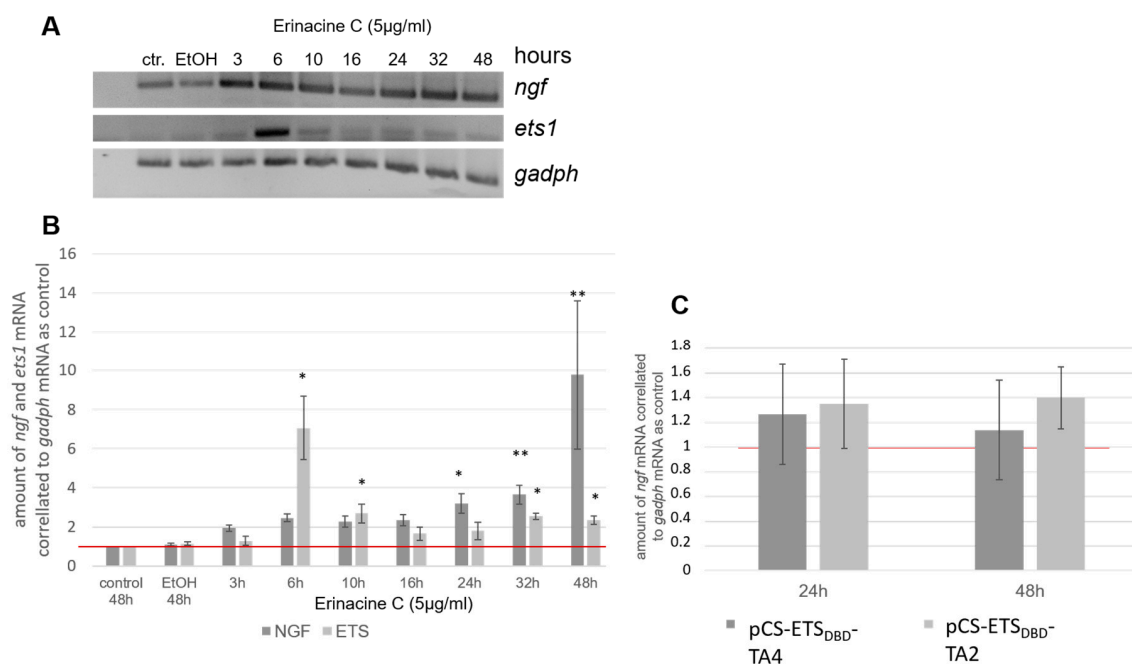 A
Erinacine C (5µg/ml)
ctr. EtOH 3 6 10 16 24 32 48 hours
ngf
ets1
gadph
B
amount of ngf and ets1 mRNA
correllated to gadph mRNA as control
16
14
12
10
8
6
4
2
0
* * * ** * ** *
control
48h
EtOH
48h
3h 6h 10h 16h 24h 32h 48h
Erinacine C (5µg/ml)
NGF ETS
C
amount of ngf mRNA correllated
to gadph mRNA as control
1.8
1.6
1.4
1.2
1
1.2
0.8
0.6
0.4
0.2
0
24h 48h
pCS-ETSDBD-
TA4
pCS-ETSDBD-
TA2